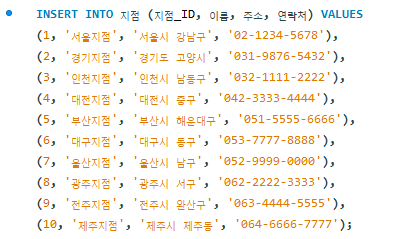 INSERT INTO 지점 (지점_ID, 이름, 주소, 연락처) VALUES
(1, '서울지점', '서울시 강남구', '02-1234-5678'),
(2, '경기지점', '경기도 고양시', '031-9876-5432'),
(3, '인천지점', '인천시 남동구', '032-1111-2222'),
(4, '대전지점', '대전시 중구', '042-3333-4444'),
(5, '부산지점', '부산시 해운대구', '051-5555-6666'),
(6, '대구지점', '대구시 동구', '053-7777-8888'),
(7, '울산지점', '울산시 남구', '052-9999-0000'),
(8, '광주지점', '광주시 서구', '062-2222-3333'),
(9, '전주지점', '전주시 완산구', '063-4444-5555'),
(10, '제주지점', '제주시 제주동', '064-6666-7777');